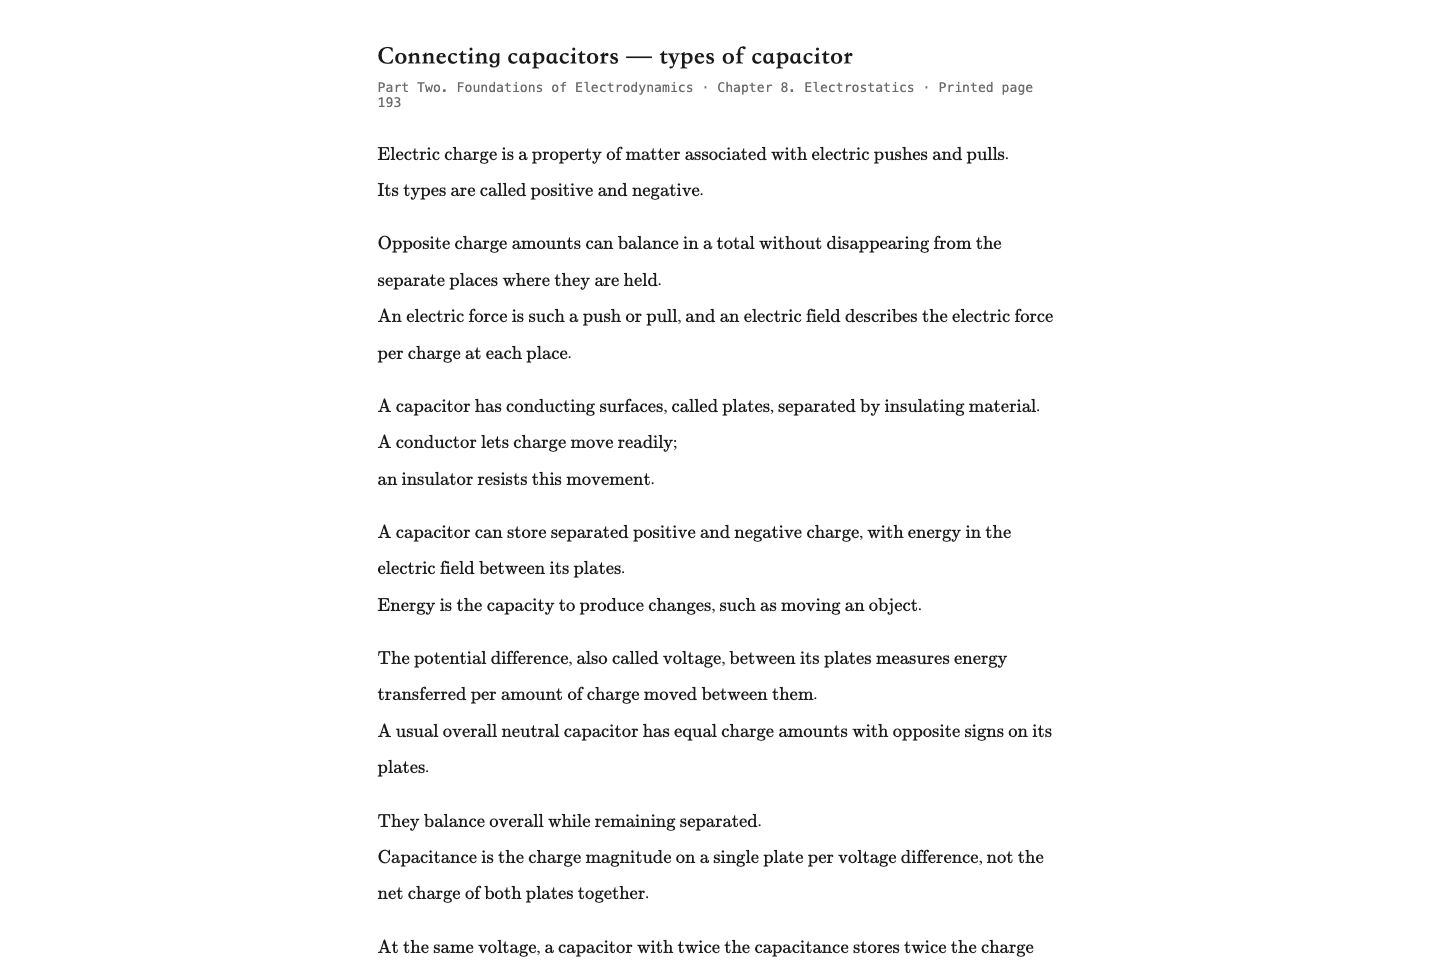 Connecting capacitors — types of capacitor
Part Two. Foundations of Electrodynamics · Chapter 8. Electrostatics · Printed page
193
Electric charge is a property of matter associated with electric pushes and pulls.
Its types are called positive and negative.
Opposite charge amounts can balance in a total without disappearing from the
separate places where they are held.
An electric force is such a push or pull, and an electric field describes the electric force
per charge at each place.
A capacitor has conducting surfaces, called plates, separated by insulating material.
A conductor lets charge move readily;
an insulator resists this movement.
A capacitor can store separated positive and negative charge, with energy in the
electric field between its plates.
Energy is the capacity to produce changes, such as moving an object.
The potential difference, also called voltage, between its plates measures energy
transferred per amount of charge moved between them.
A usual overall neutral capacitor has equal charge amounts with opposite signs on its
plates.
They balance overall while remaining separated.
Capacitance is the charge magnitude on a single plate per voltage difference, not the
net charge of both plates together.
At the same voltage, a capacitor with twice the capacitance stores twice the charge